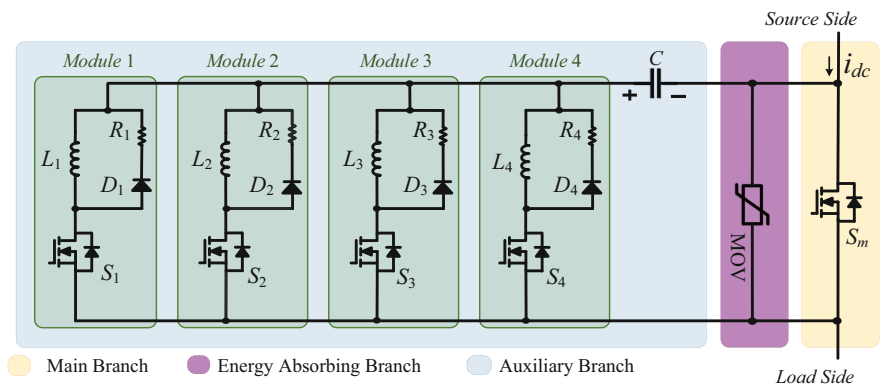 Source Side
Module 1
Module 2
Module 3
Module 4
C
+
−
i_dc
R₁
R₂
R₃
R₄
L₁
L₂
L₃
L₄
D₁
D₂
D₃
D₄
S₁
S₂
S₃
S₄
MOV
Sₘ
Main Branch
Energy Absorbing Branch
Auxiliary Branch
Load Side